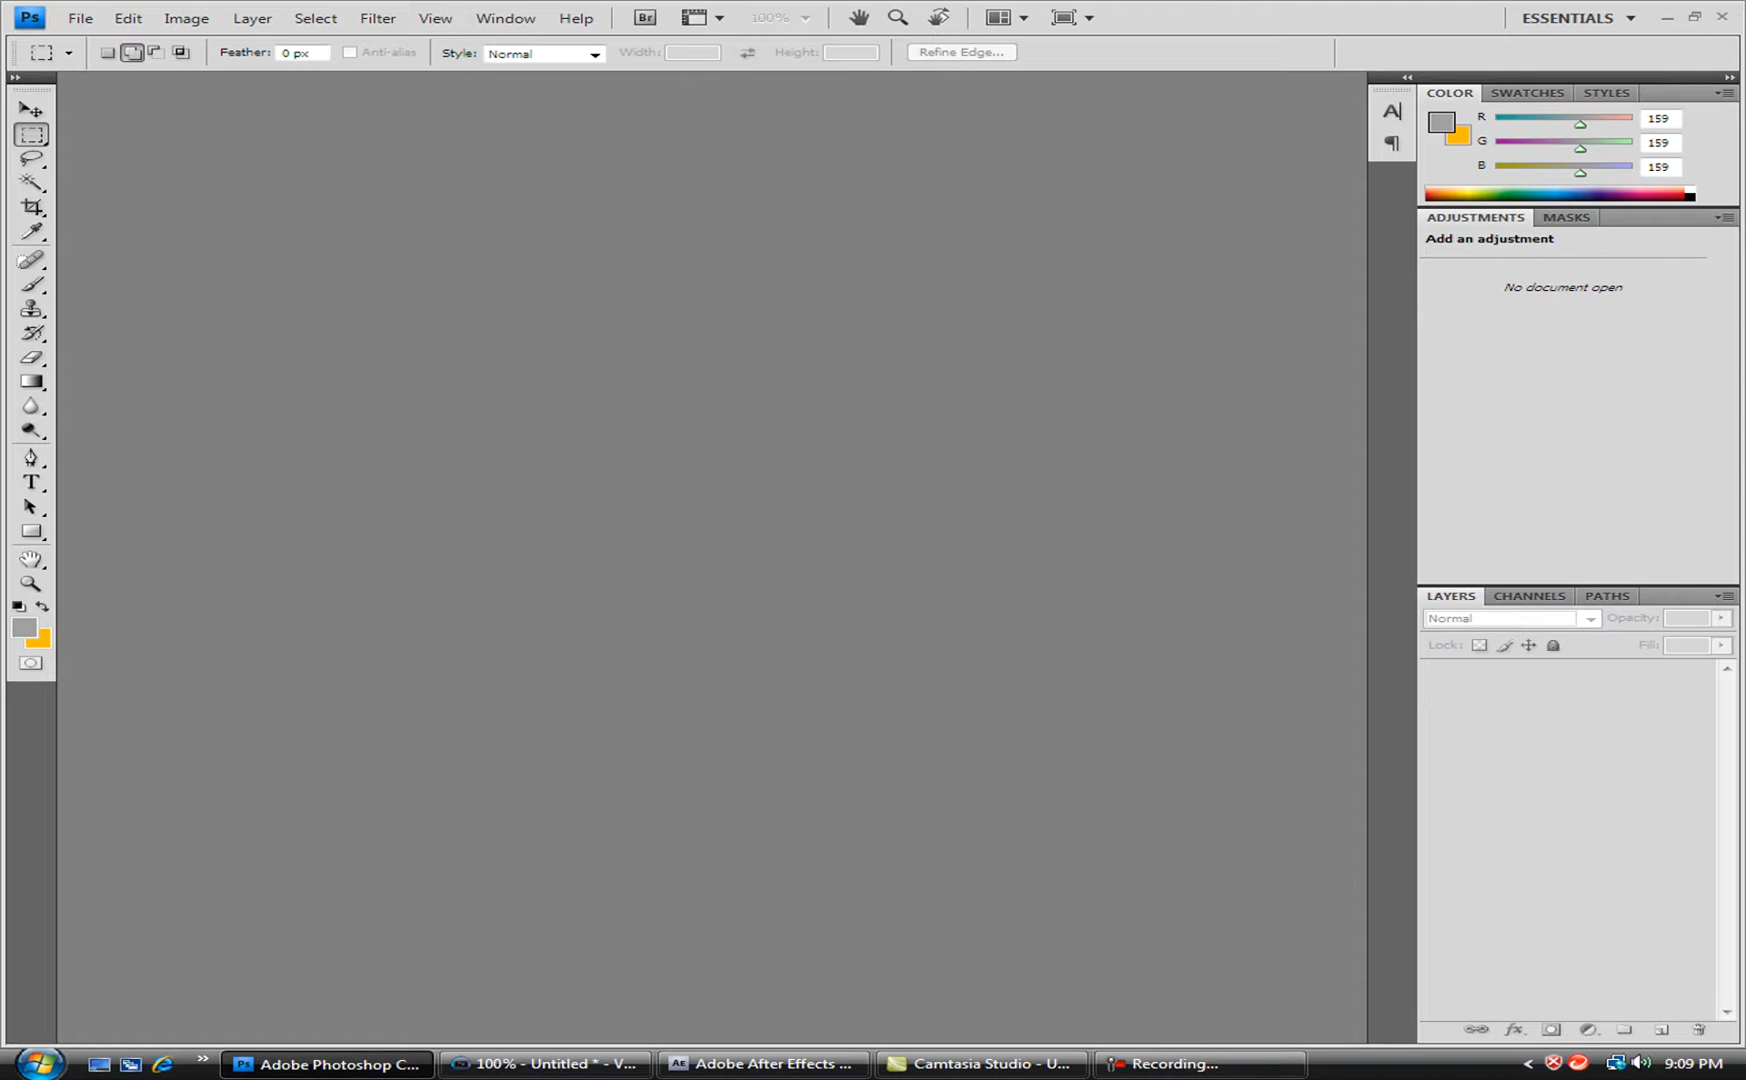 Ps File Edit Image Layer Select Filter View Window Help Br 100% ESSENTIALS
Feather: 0 px Anti-alias Style: Normal Width: Height: Refine Edge...
COLOR SWATCHES STYLES
R 159
G 159
B 159
ADJUSTMENTS MASKS
Add an adjustment
No document open
LAYERS CHANNELS PATHS
Normal Opacity:
Lock: Fill:
Ps Adobe Photoshop C... 100% - Untitled * - V... AE Adobe After Effects ... Camtasia Studio - U... Recording... 9:09 PM